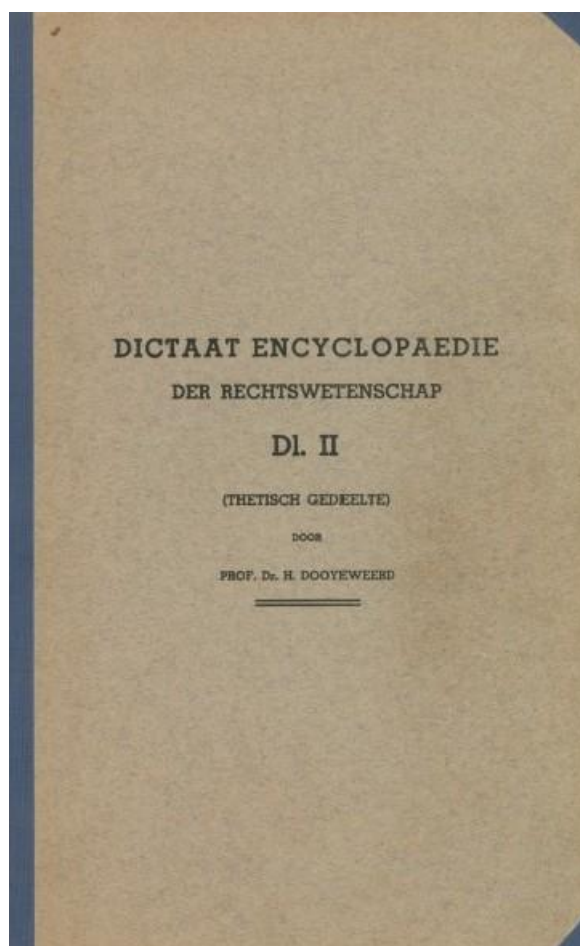 DICTAAT ENCYCLOPAEDIE
DER RECHTSWETENSCHAP
Dl. II
(THETISCH GEDEELTE)
DOOR
PROF. Dr. H. DOOYEWEERD